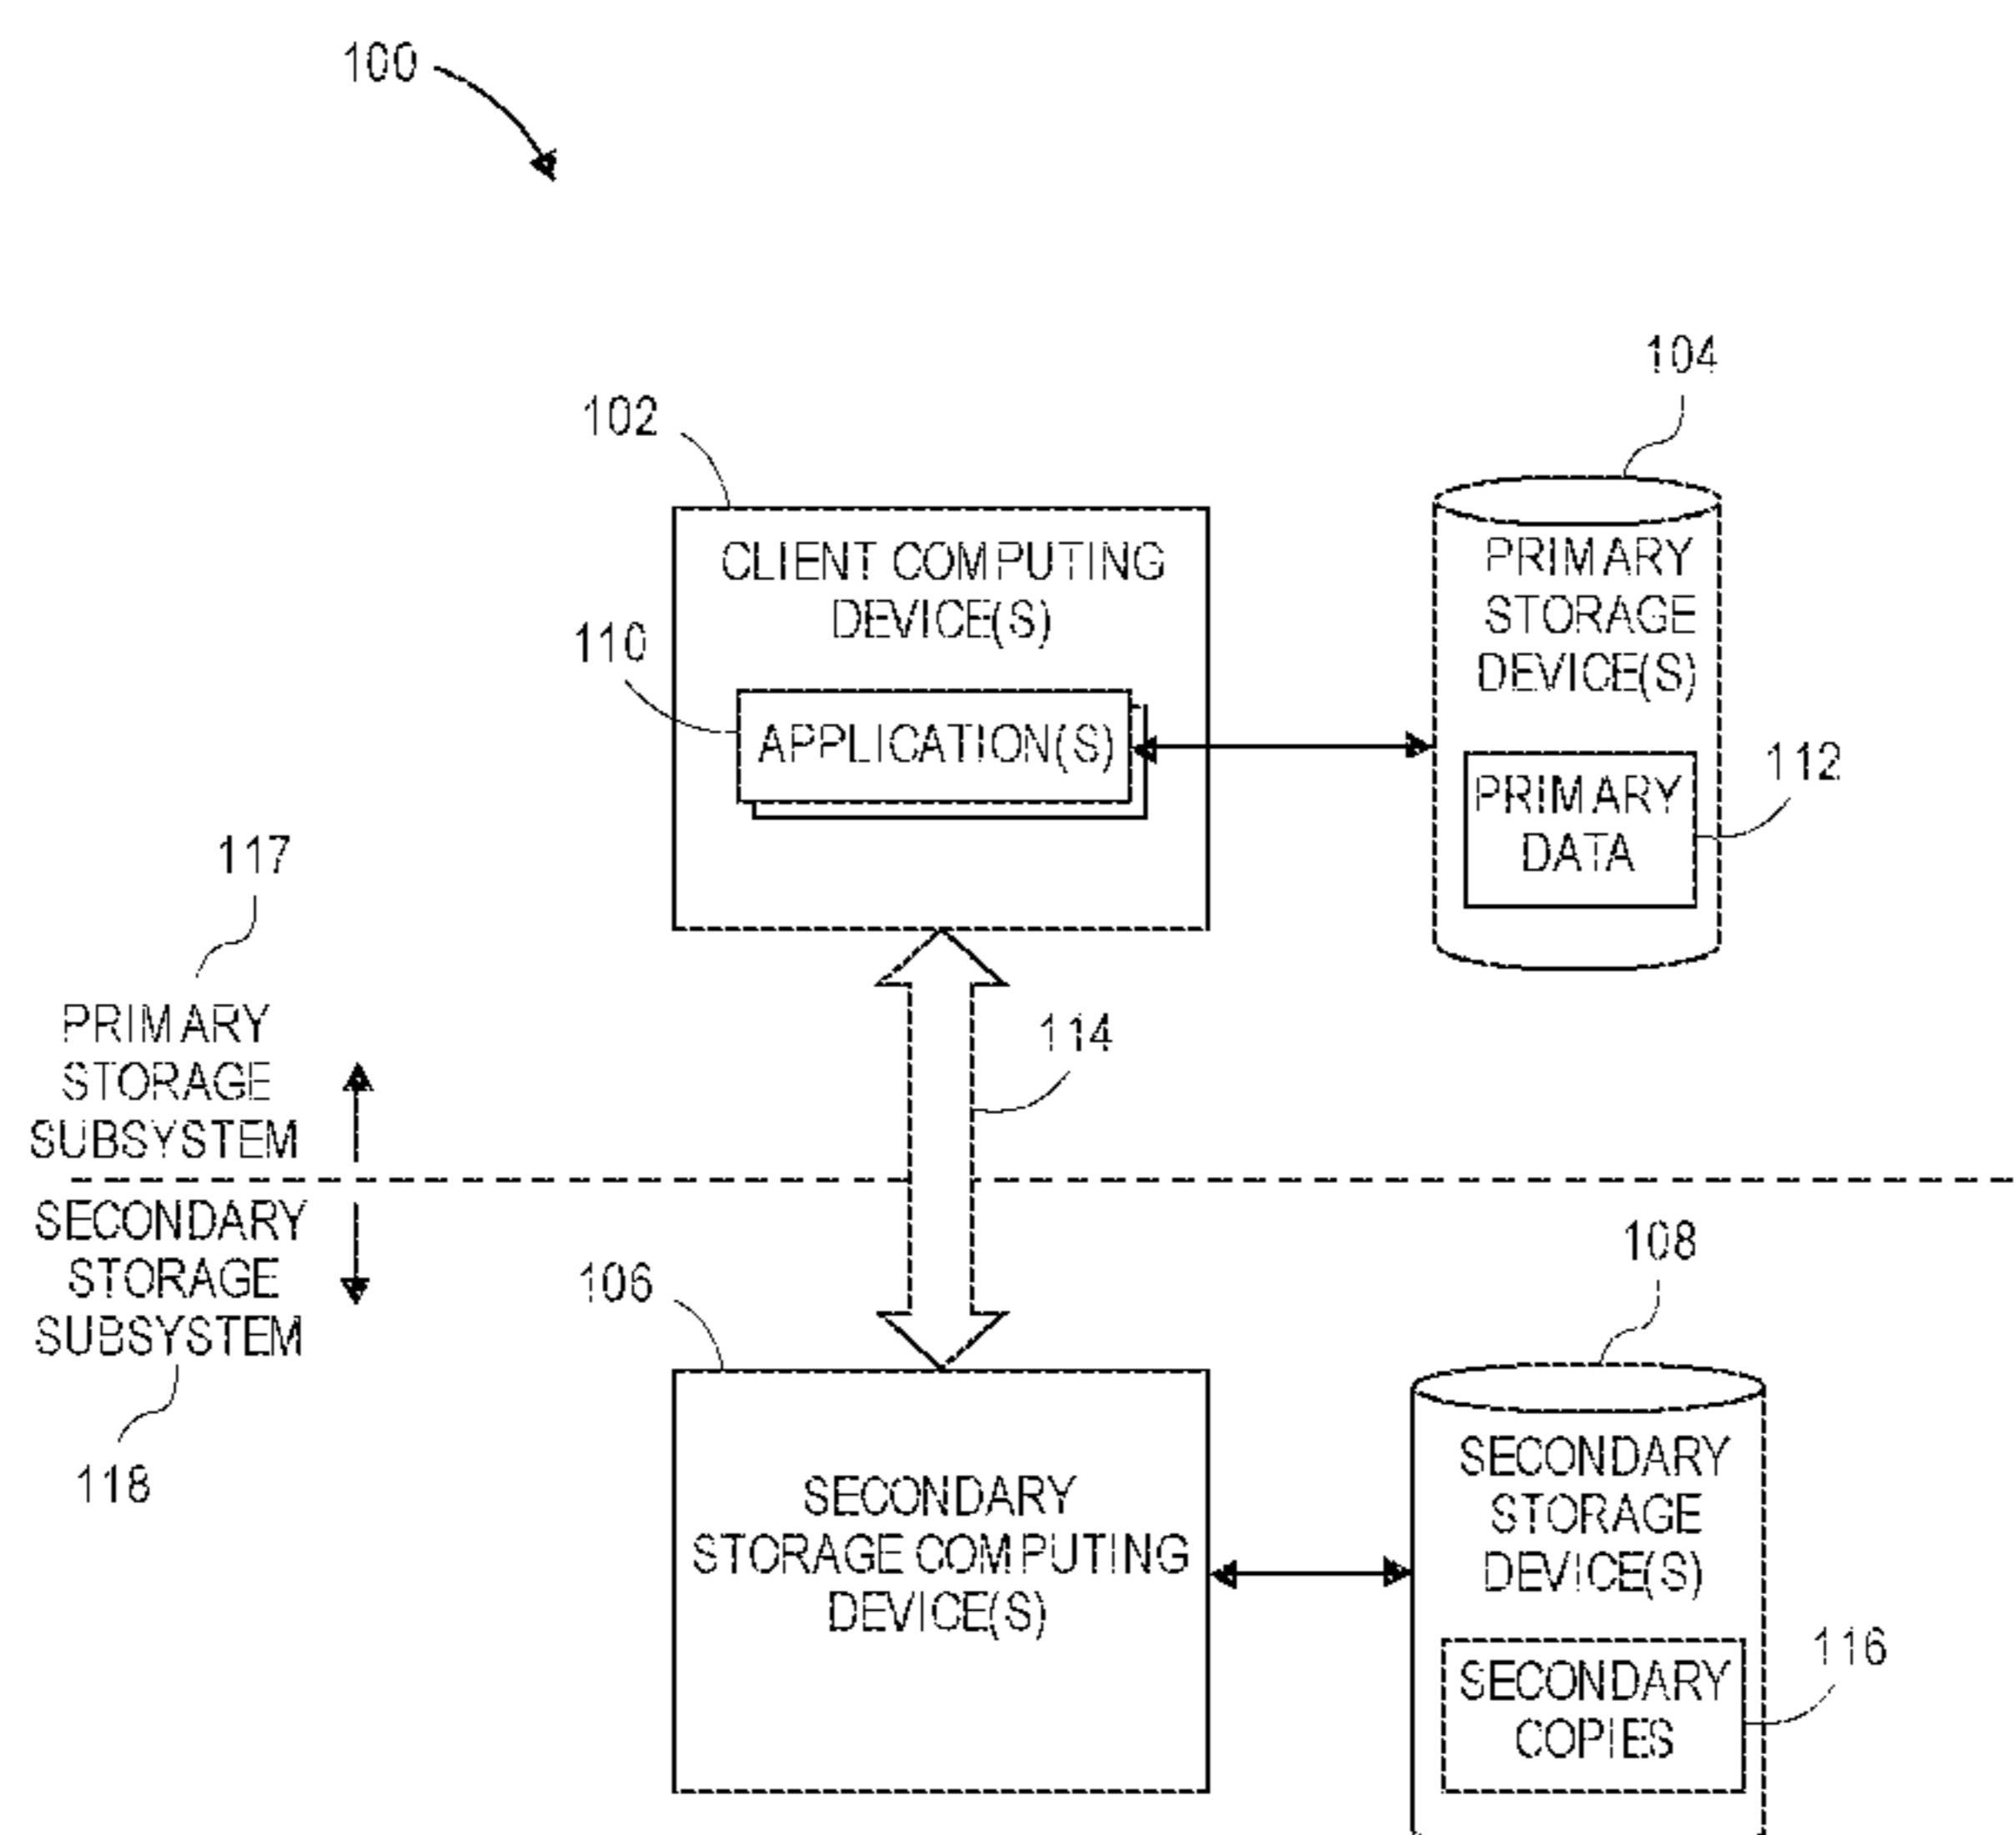 100
104
102
CLIENT COMPUTING
DEVICE(S)
110
APPLICATION(S)
PRIMARY
STORAGE
DEVICE(S)
112
PRIMARY
DATA
117
PRIMARY
STORAGE
SUBSYSTEM
114
SECONDARY
STORAGE
SUBSYSTEM
118
106
SECONDARY
STORAGE COMPUTING
DEVICE(S)
108
SECONDARY
STORAGE
DEVICE(S)
116
SECONDARY
COPIES